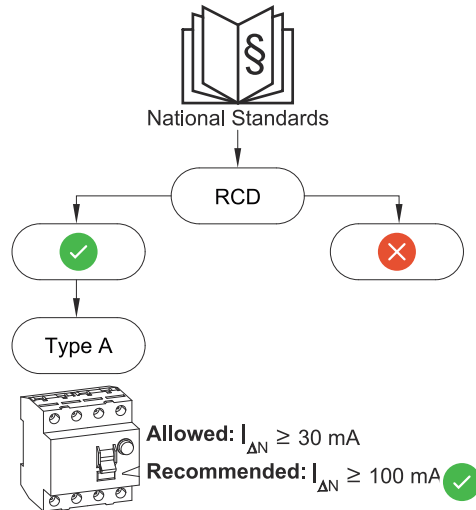 §
National Standards
RCD
Type A
Allowed: IΔN ≥ 30 mA
Recommended: IΔN ≥ 100 mA